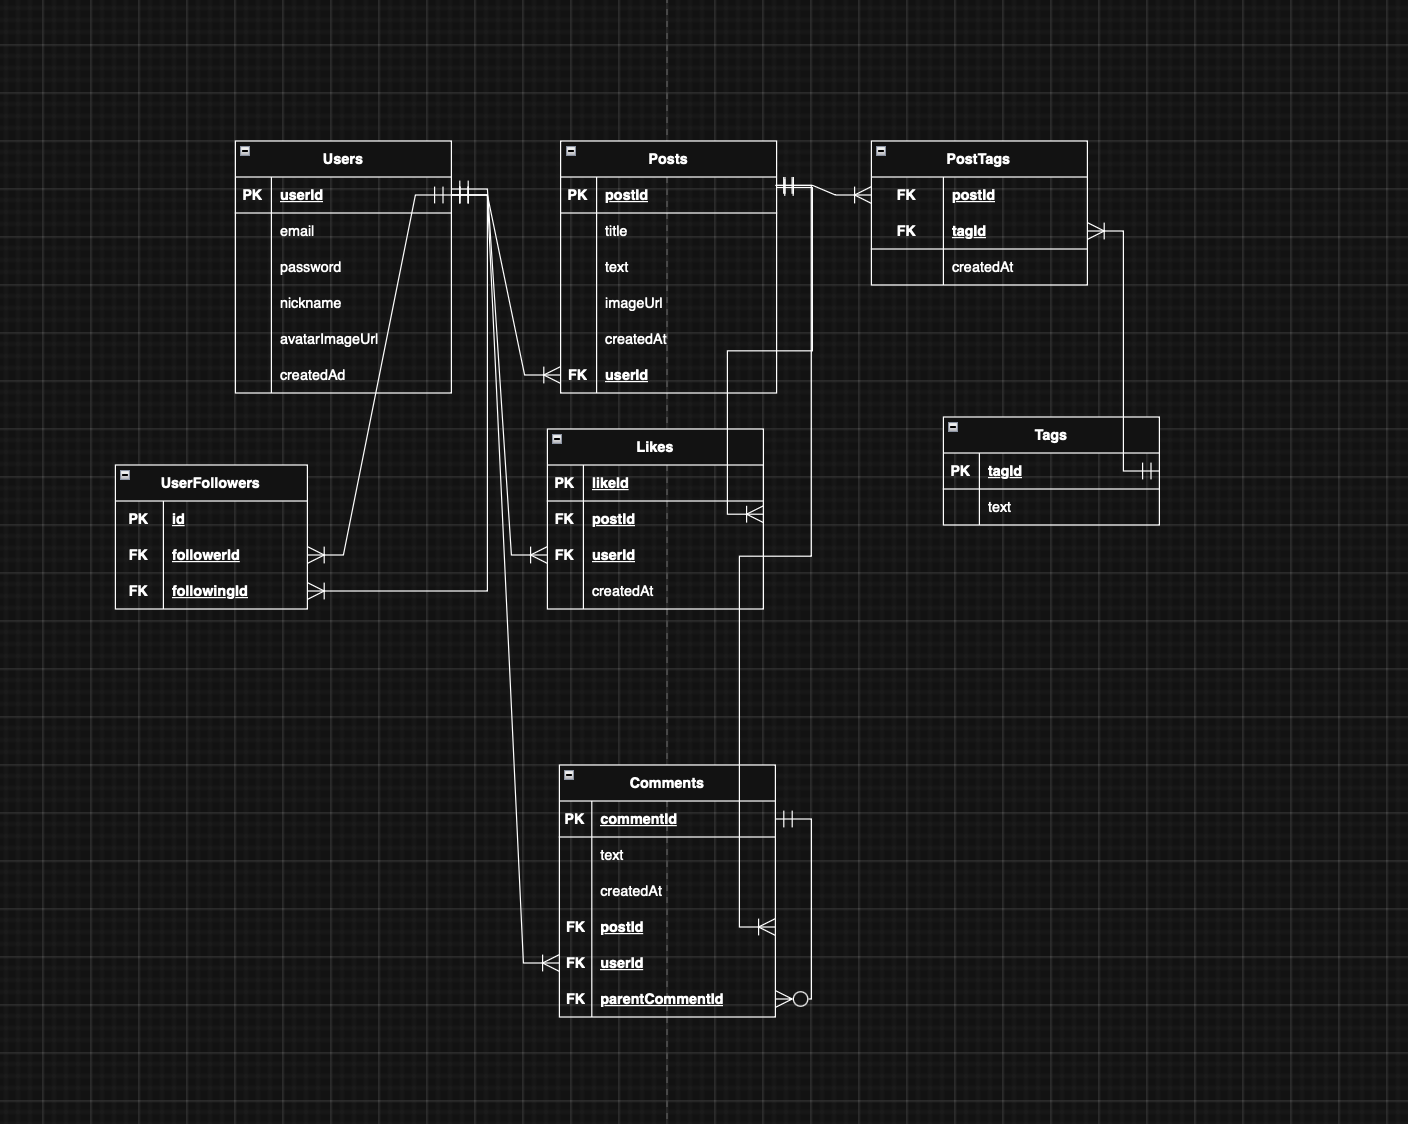 Users
PK userId
email
password
nickname
avatarImageUrl
createdAd
Posts
PK postId
title
text
imageUrl
createdAt
FK userId
PostTags
FK postId
FK tagId
createdAt
Tags
PK tagId
text
UserFollowers
PK id
FK followerId
FK followingId
Likes
PK likeId
FK postId
FK userId
createdAt
Comments
PK commentId
text
createdAt
FK postId
FK userId
FK parentCommentId